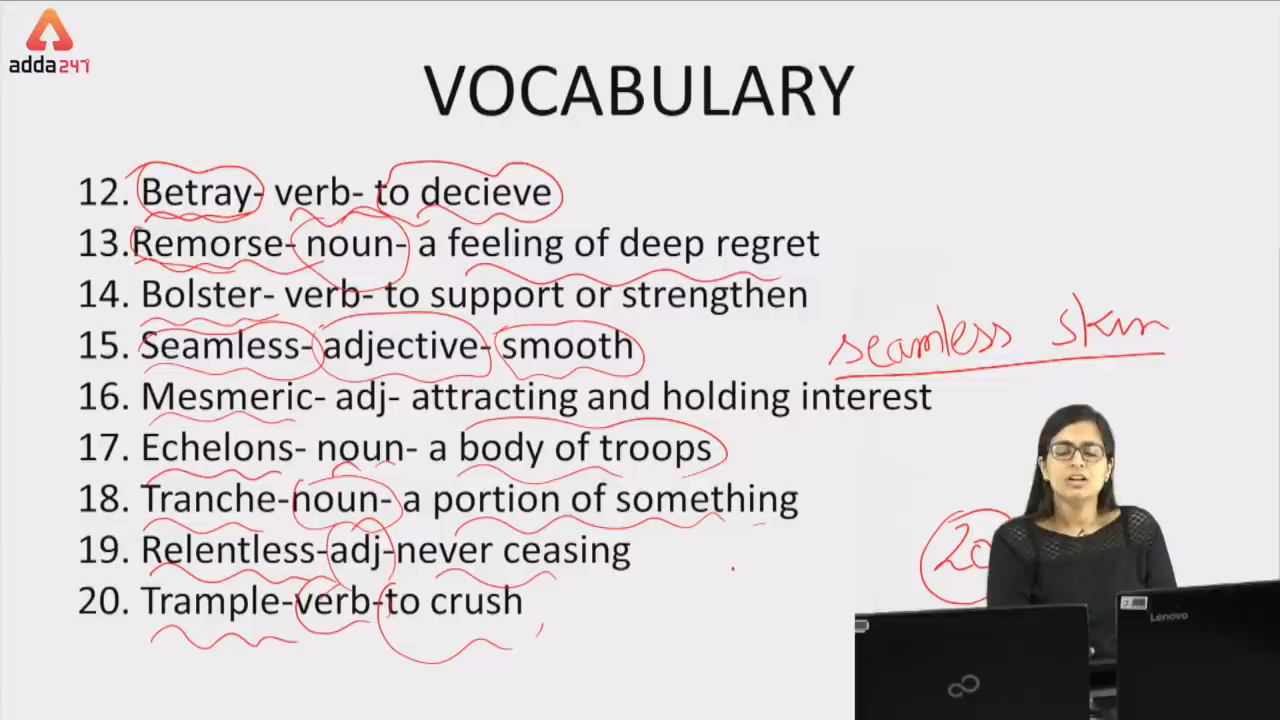 adda247
VOCABULARY
12. Betray- verb- to decieve
13. Remorse- noun- a feeling of deep regret
14. Bolster- verb- to support or strengthen
15. Seamless- adjective- smooth
seamless skin
16. Mesmeric- adj- attracting and holding interest
17. Echelons- noun- a body of troops
18. Tranche-noun- a portion of something
19. Relentless-adj-never ceasing
20
20. Trample-verb-to crush
Lenovo